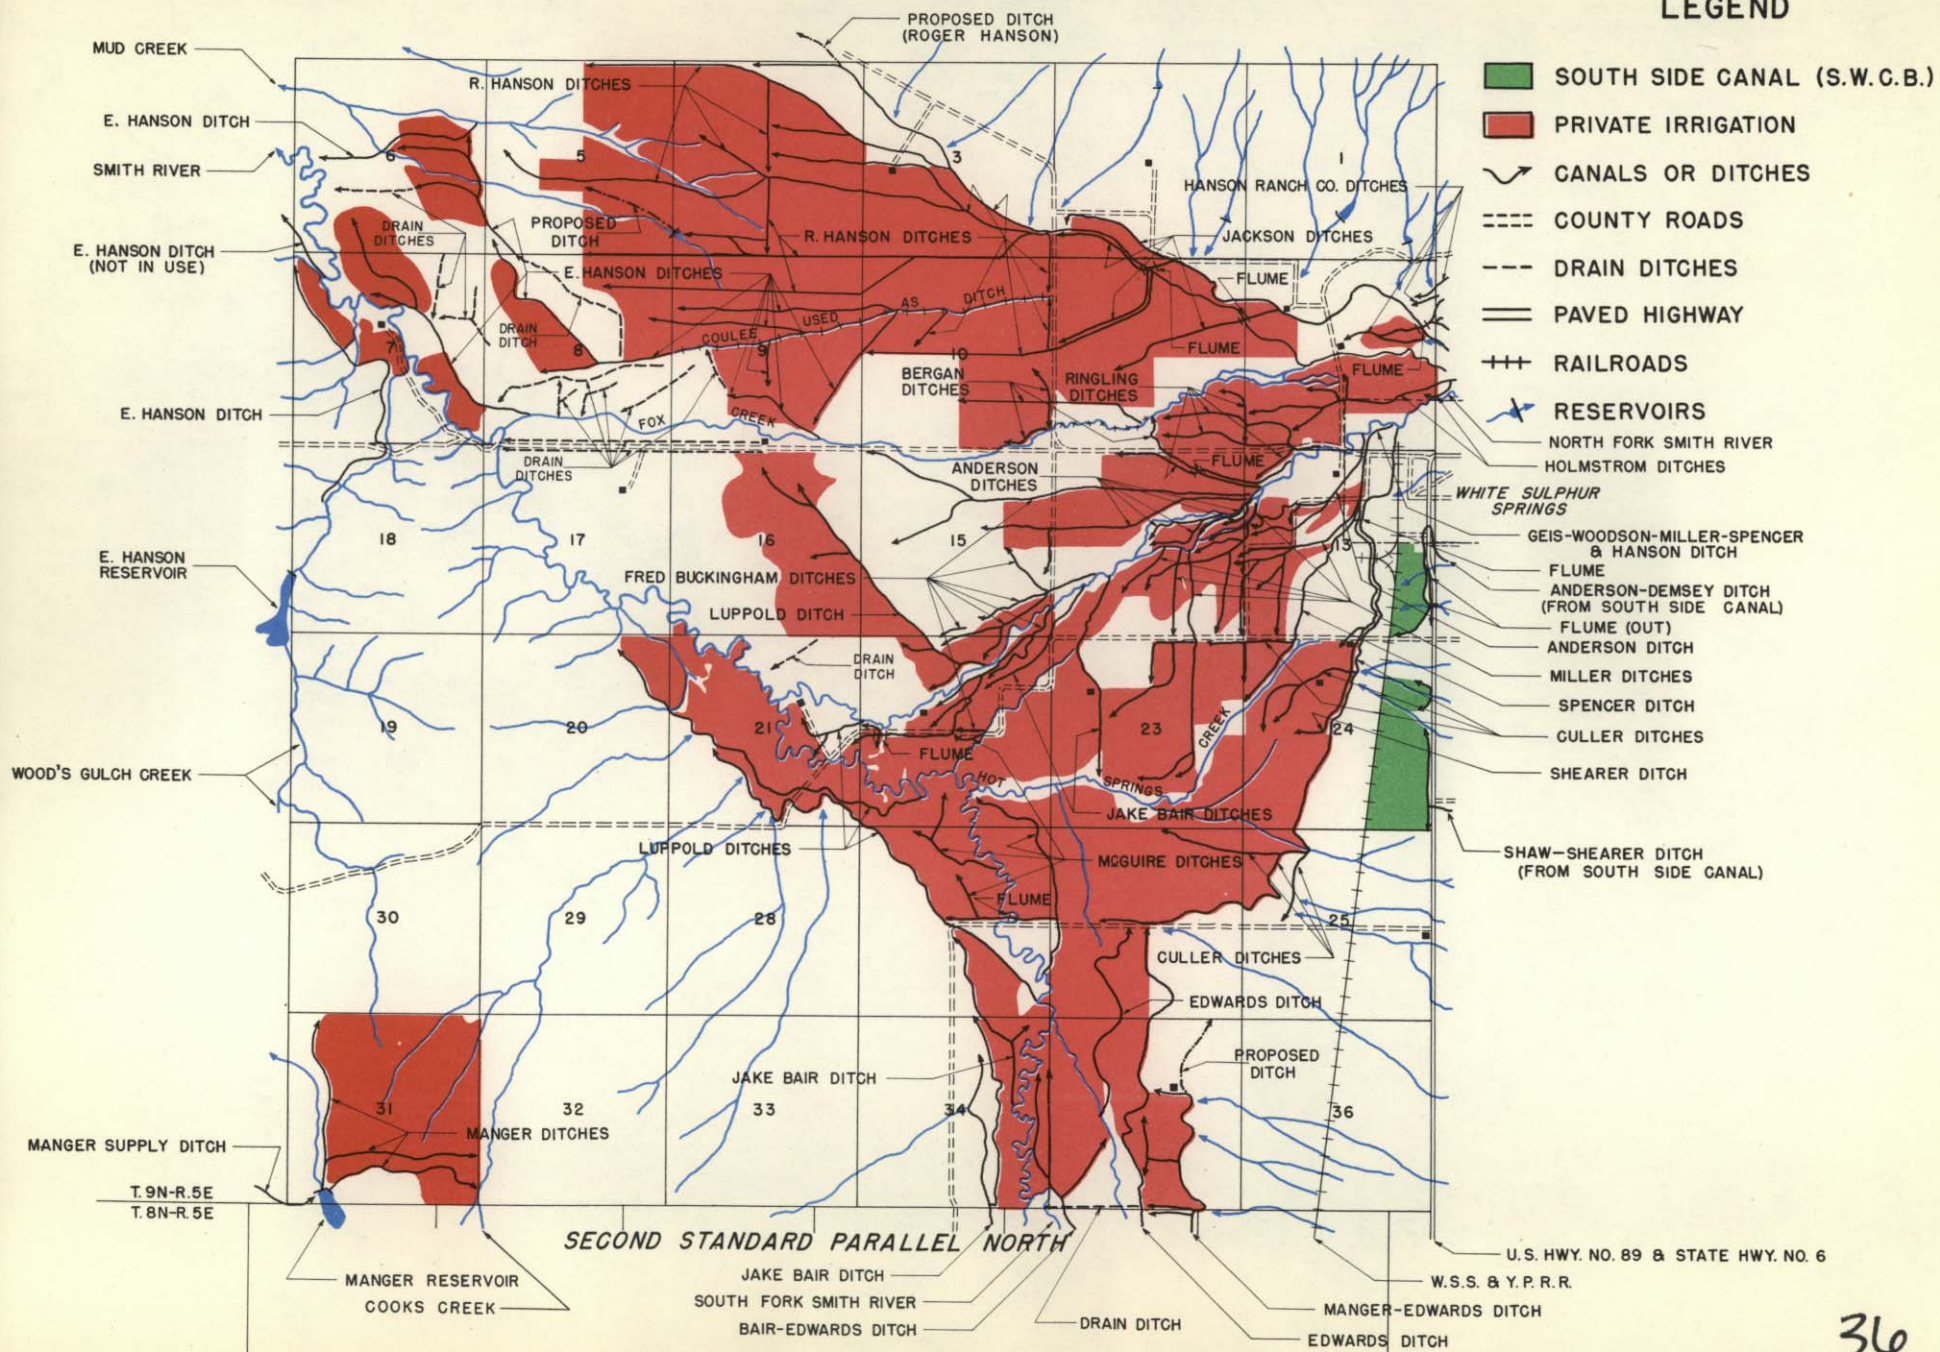 LEGEND
SOUTH SIDE CANAL (S.W.C.B.)
PRIVATE IRRIGATION
CANALS OR DITCHES
COUNTY ROADS
DRAIN DITCHES
PAVED HIGHWAY
RAILROADS
RESERVOIRS
PROPOSED DITCH
(ROGER HANSON)
MUD CREEK
R. HANSON DITCHES
E. HANSON DITCH
SMITH RIVER
6
5
3
1
HANSON RANCH CO. DITCHES
DRAIN
DITCHES
PROPOSED
DITCH
R. HANSON DITCHES
JACKSON DITCHES
E. HANSON DITCH
(NOT IN USE)
E. HANSON DITCHES
FLUME
COULEE USED AS DITCH
DRAIN
DITCH
7
8
9
10
FLUME
FLUME
BERGAN
DITCHES
RINGLING
DITCHES
E. HANSON DITCH
FOX CREEK
NORTH FORK SMITH RIVER
HOLMSTROM DITCHES
DRAIN
DITCHES
ANDERSON
DITCHES
FLUME
WHITE SULPHUR
SPRINGS
18
17
16
15
13
GEIS-WOODSON-MILLER-SPENCER
& HANSON DITCH
FLUME
E. HANSON
RESERVOIR
FRED BUCKINGHAM DITCHES
ANDERSON-DEMSEY DITCH
(FROM SOUTH SIDE CANAL)
LUPPOLD DITCH
FLUME (OUT)
ANDERSON DITCH
DRAIN
DITCH
MILLER DITCHES
SPENCER DITCH
19
20
21
23
24
CULLER DITCHES
FLUME
WOOD'S GULCH CREEK
SHEARER DITCH
HOT SPRINGS CREEK
JAKE BAIR DITCHES
LUPPOLD DITCHES
MCGUIRE DITCHES
SHAW-SHEARER DITCH
(FROM SOUTH SIDE CANAL)
FLUME
30
29
28
25
CULLER DITCHES
EDWARDS DITCH
PROPOSED
DITCH
JAKE BAIR DITCH
31
32
33
34
36
MANGER DITCHES
MANGER SUPPLY DITCH
T. 9N-R. 5E
T. 8N-R. 5E
SECOND STANDARD PARALLEL NORTH
U.S. HWY. NO. 89 & STATE HWY. NO. 6
MANGER RESERVOIR
JAKE BAIR DITCH
W.S.S. & Y. P. R. R.
COOKS CREEK
SOUTH FORK SMITH RIVER
MANGER-EDWARDS DITCH
BAIR-EDWARDS DITCH
DRAIN DITCH
EDWARDS DITCH
36